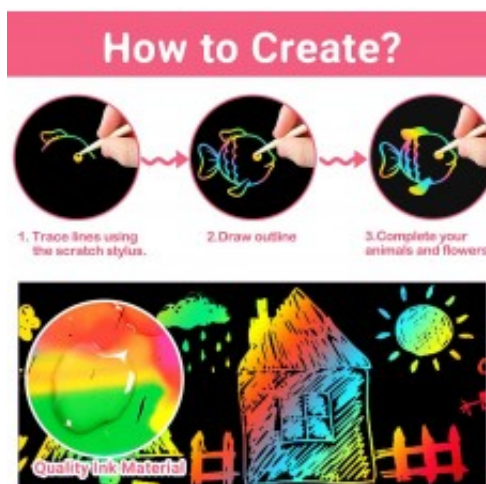 How to Create?
1. Trace lines using
the scratch stylus.
2.Draw outline
3.Complete your
animals and flowers
Quality Ink Material